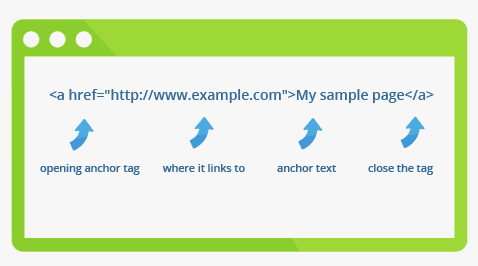 <a href="http://www.example.com">My sample page</a>
opening anchor tag where it links to anchor text close the tag